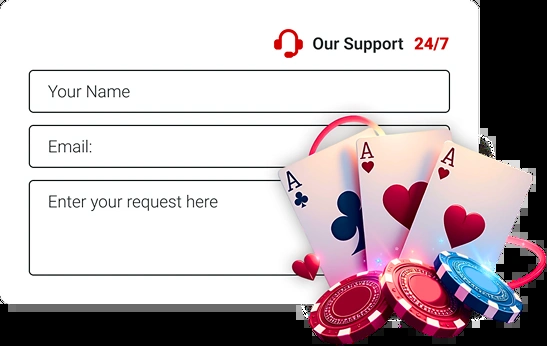 Our Support 24/7
Your Name
Email:
Enter your request here
A
A
A